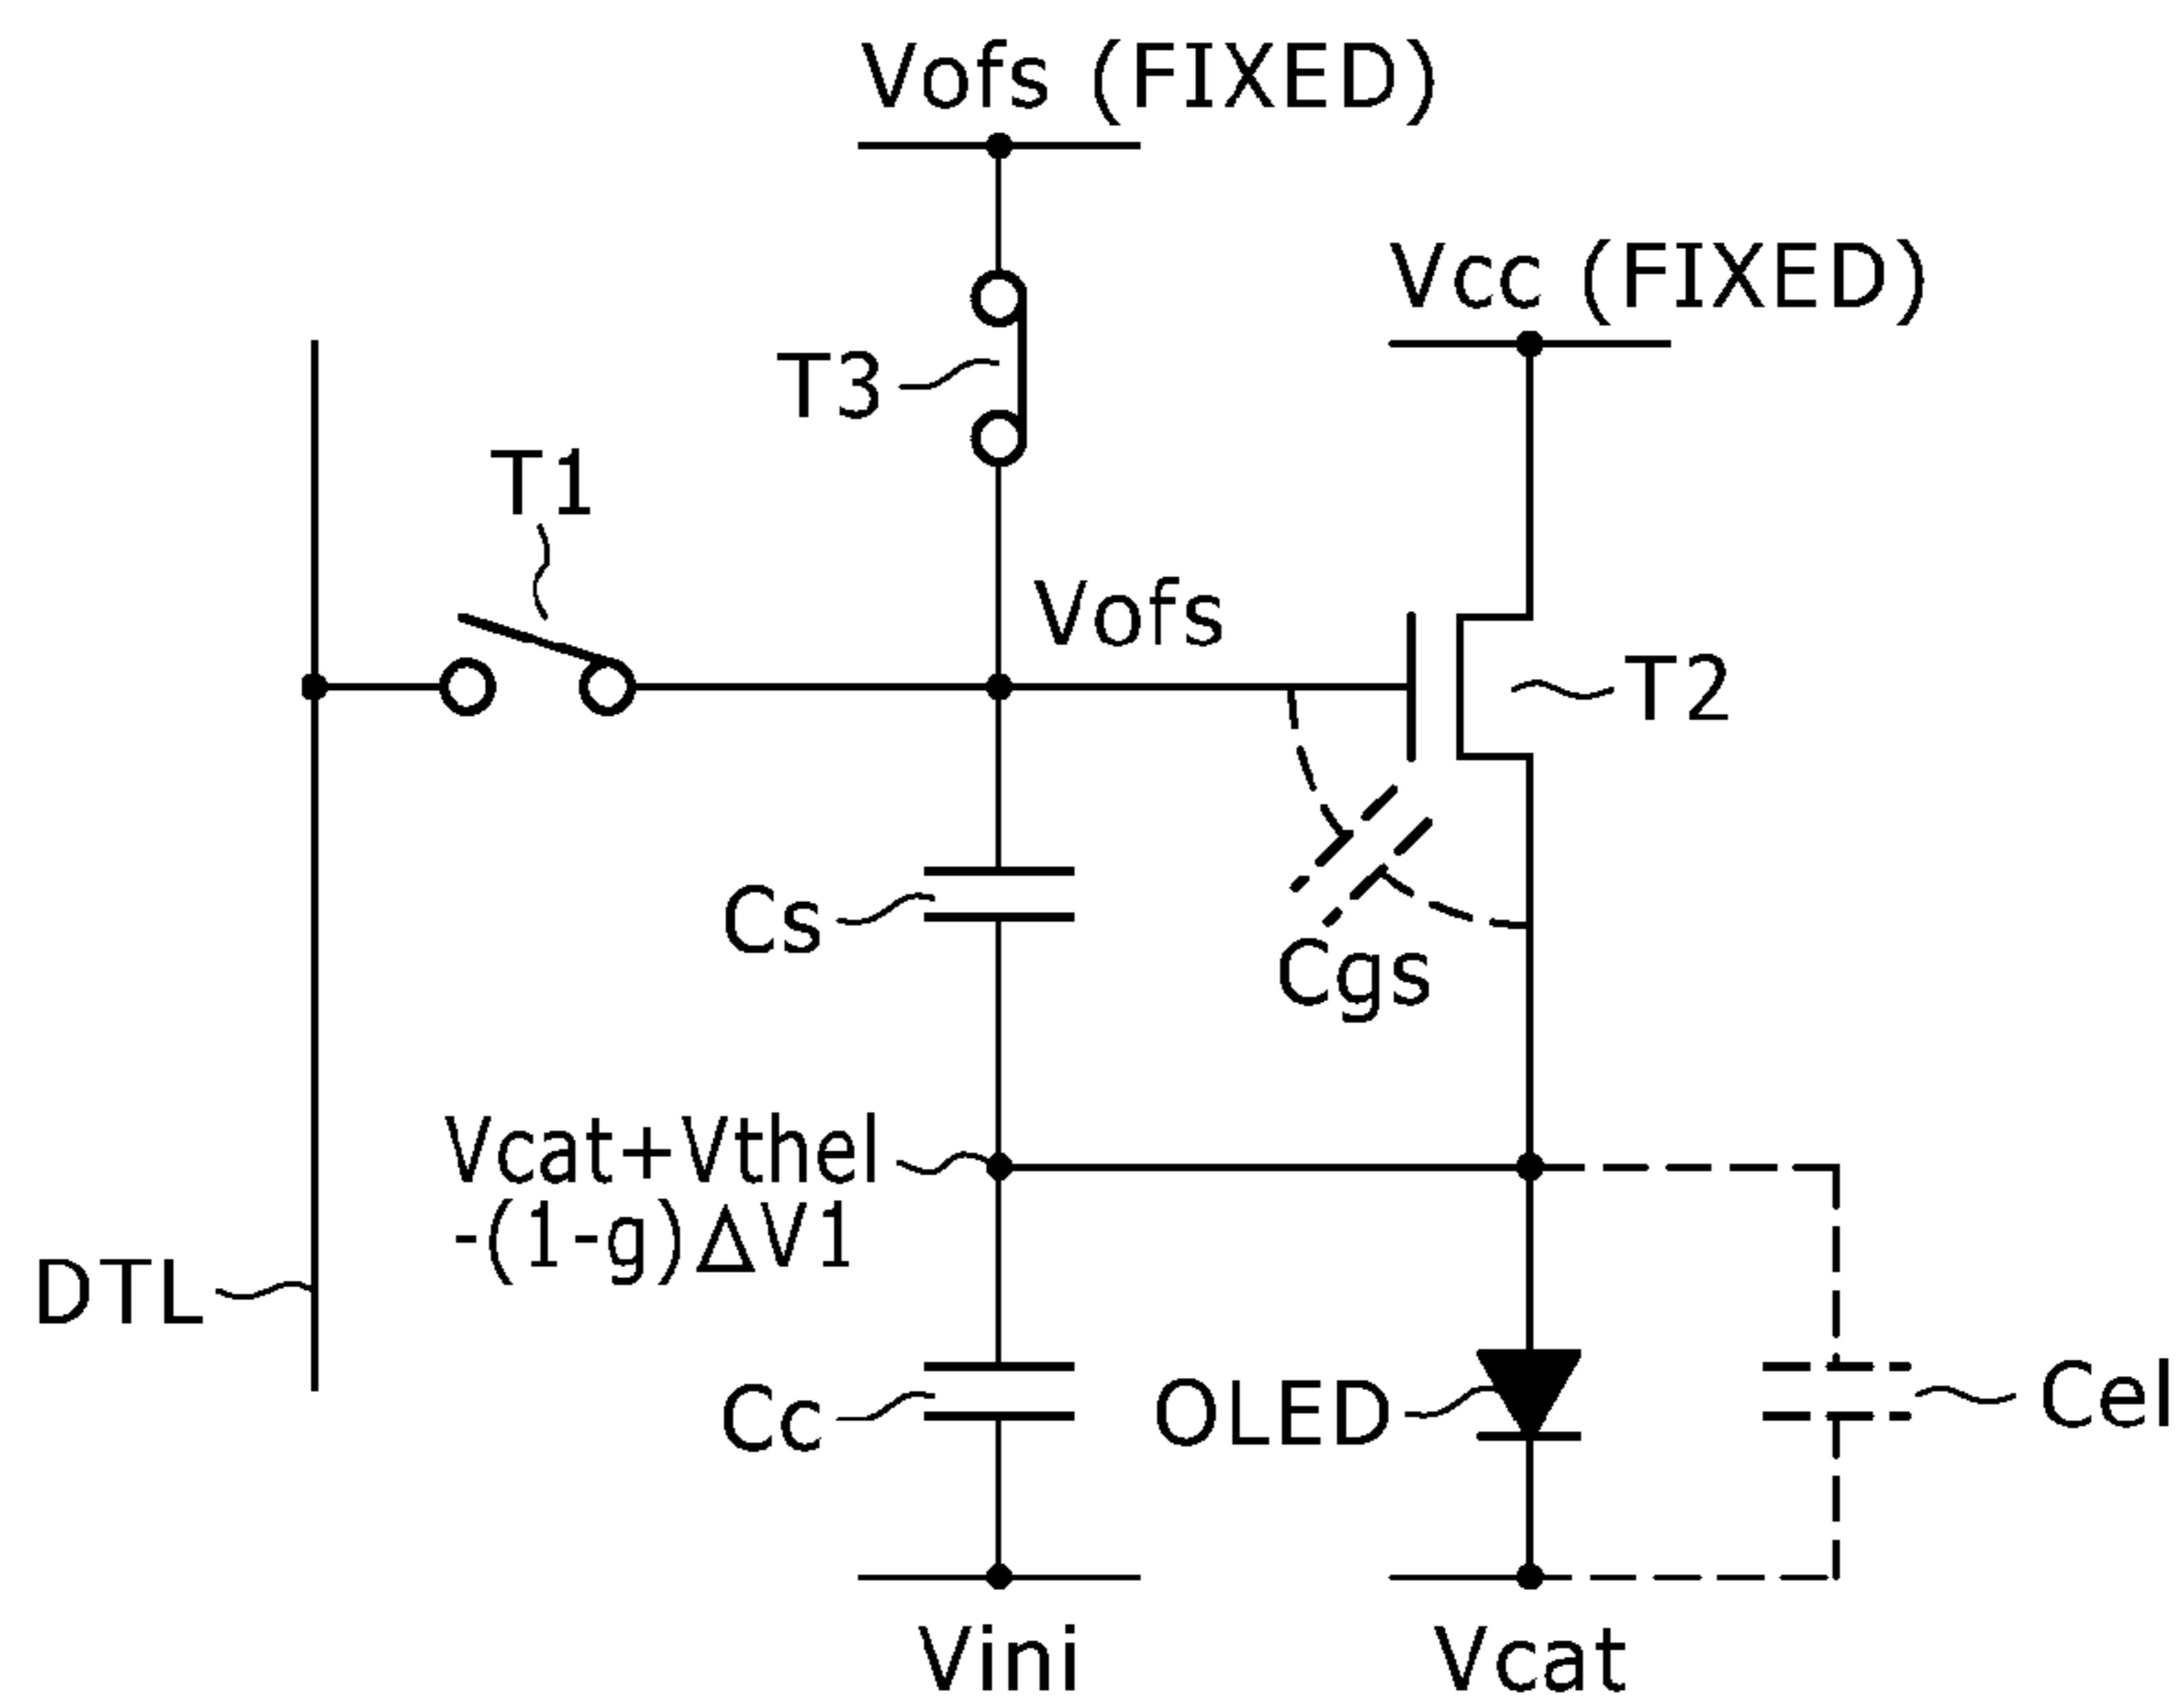 Vofs (FIXED)
Vcc (FIXED)
T3
T1
Vofs
T2
Cs
Cgs
Vcat+Vthel
-(1-g)△V1
DTL
Cc
OLED
Cel
Vini
Vcat